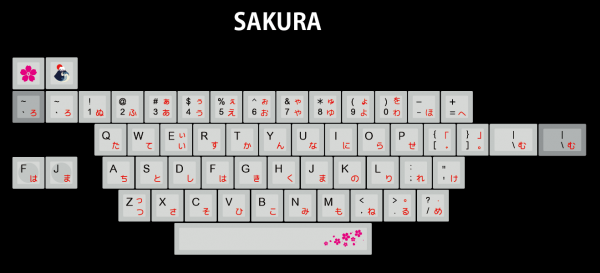 SAKURA
~ ` ろ ~ ` ろ ! 1 ぬ @ 2 ふ # ぁ 3 あ $ ぅ 4 う % ぇ 5 え ^ ぉ 6 お & ゃ 7 や * ゅ 8 ゆ ( ょ 9 よ ) を 0 わ _ - ほ + = へ
Q た W て E ぃ い R す T か Y ん U な I に O ら P せ { 「 [ ゜ } 」 ] 。 | \ む | \ む
F は J ま A ち S と D し F は G き H く J ま K の L り : ; れ " ' け
Z っ つ X さ C そ V ひ B こ N み M も < , ね > 。 . る ? ・ / め